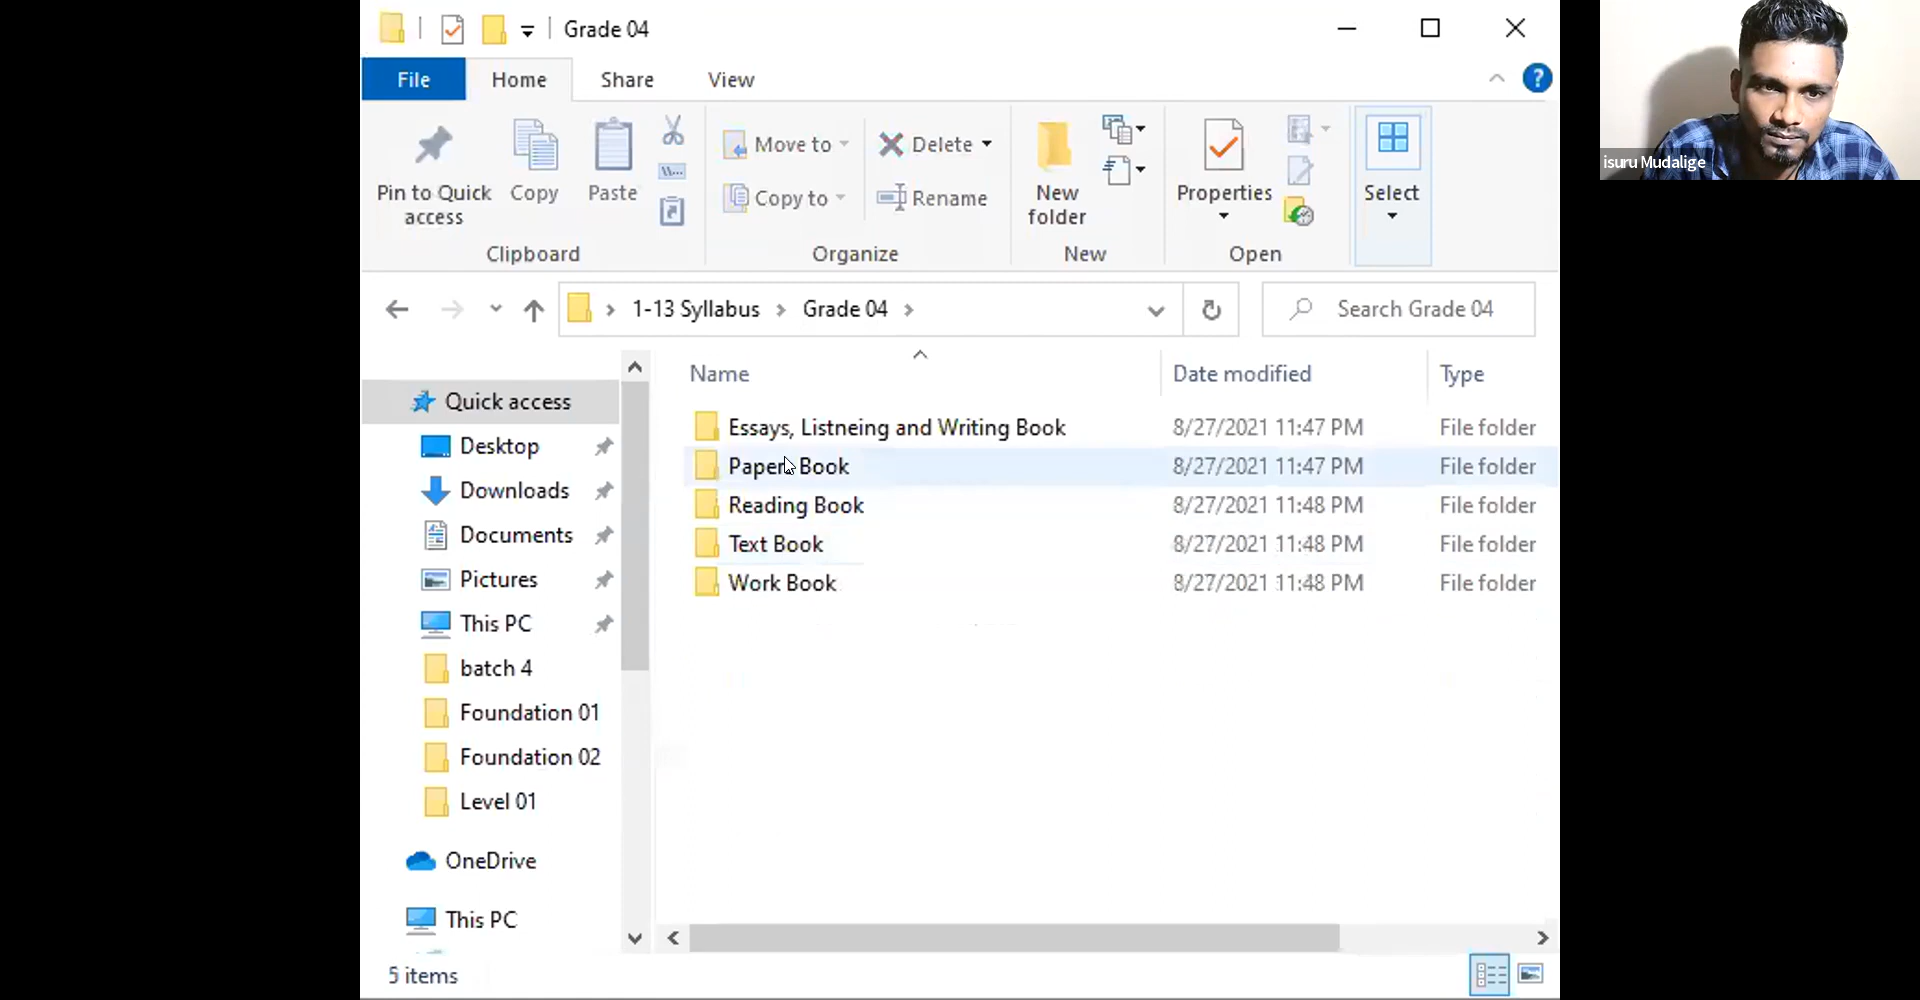 Grade 04
File Home Share View
Pin to Quick access
Copy
Paste
Clipboard
Move to
Copy to
Delete
Rename
Organize
New folder
New
Properties
Open
Select
1-13 Syllabus Grade 04
Search Grade 04
Name Date modified Type
Essays, Listneing and Writing Book 8/27/2021 11:47 PM File folder
Paper Book 8/27/2021 11:47 PM File folder
Reading Book 8/27/2021 11:48 PM File folder
Text Book 8/27/2021 11:48 PM File folder
Work Book 8/27/2021 11:48 PM File folder
Quick access
Desktop
Downloads
Documents
Pictures
This PC
batch 4
Foundation 01
Foundation 02
Level 01
OneDrive
This PC
5 items
isuru Mudalige